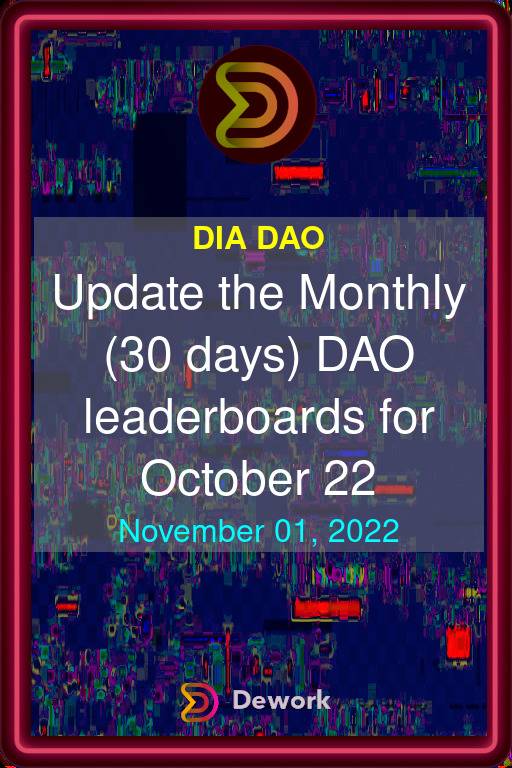 DIA DAO
Update the Monthly
(30 days) DAO
leaderboards for
October 22
November 01, 2022
Dework